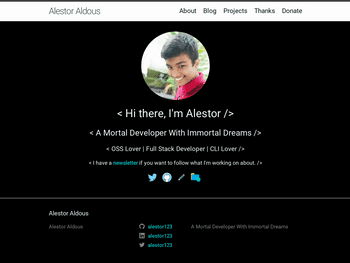 Alestor Aldous
About Blog Projects Thanks Donate
< Hi there, I'm Alestor />
< A Mortal Developer With Immortal Dreams />
< OSS Lover | Full Stack Developer | CLI Lover />
< I have a newsletter if you want to follow what I'm working on about. />
Alestor Aldous
Alestor Aldous
alestor123
alestor123
alestor123
A Mortal Developer With Immortal Dreams